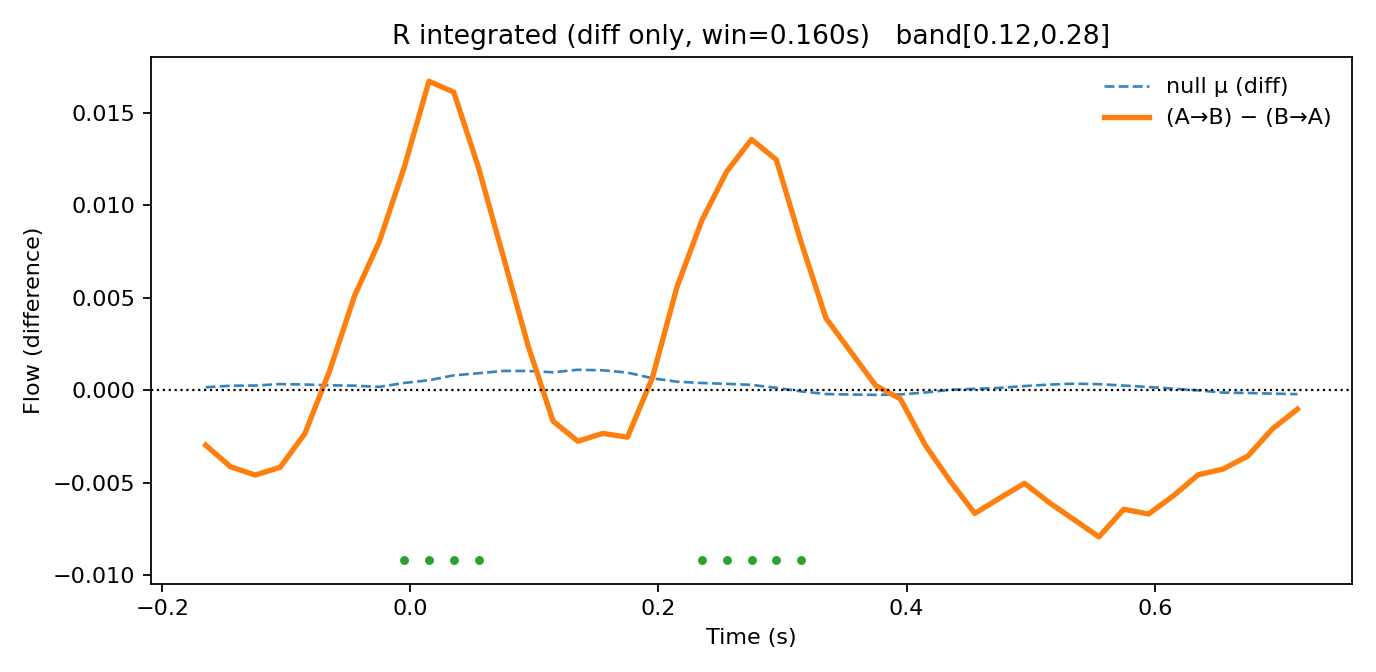 R integrated (diff only, win=0.160s)   band[0.12,0.28]
null μ (diff)
(A→B) − (B→A)
Flow (difference)
0.015
0.010
0.005
0.000
−0.005
−0.010
−0.2
0.0
0.2
0.4
0.6
Time (s)